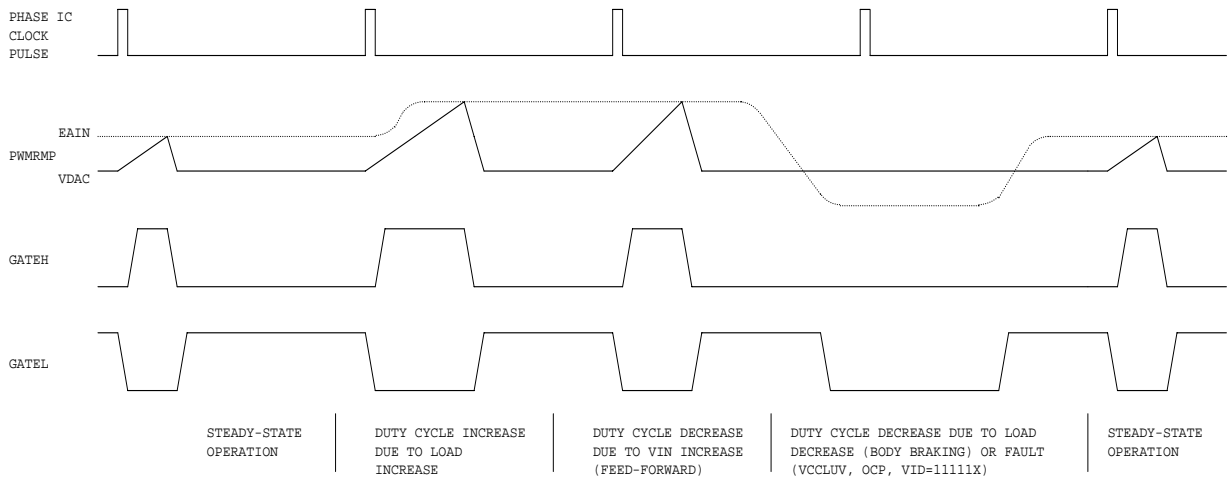 PHASE IC
CLOCK
PULSE
EAIN
PWMRMP
VDAC
GATEH
GATEL
STEADY-STATE
OPERATION
DUTY CYCLE INCREASE
DUE TO LOAD
INCREASE
DUTY CYCLE DECREASE
DUE TO VIN INCREASE
(FEED-FORWARD)
DUTY CYCLE DECREASE DUE TO LOAD
DECREASE (BODY BRAKING) OR FAULT
(VCCLUV, OCP, VID=11111X)
STEADY-STATE
OPERATION